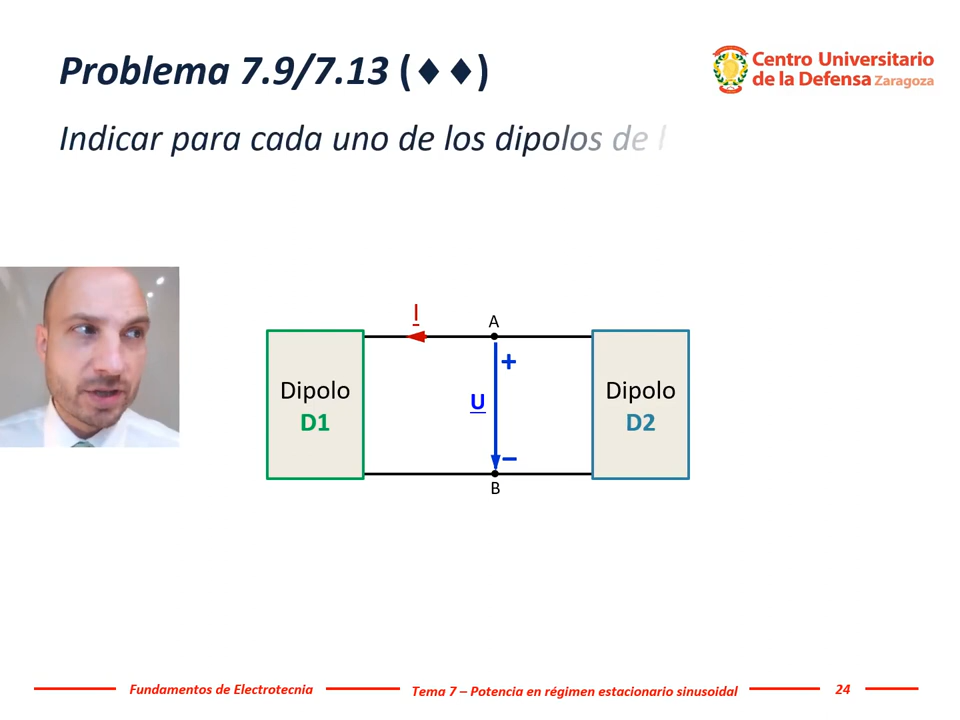 Problema 7.9/7.13 (♦♦)
Centro Universitario
de la Defensa Zaragoza
Indicar para cada uno de los dipolos de l
I
A
+
Dipolo
D1
U
Dipolo
D2
–
B
Fundamentos de Electrotecnia
Tema 7 – Potencia en régimen estacionario sinusoidal
24